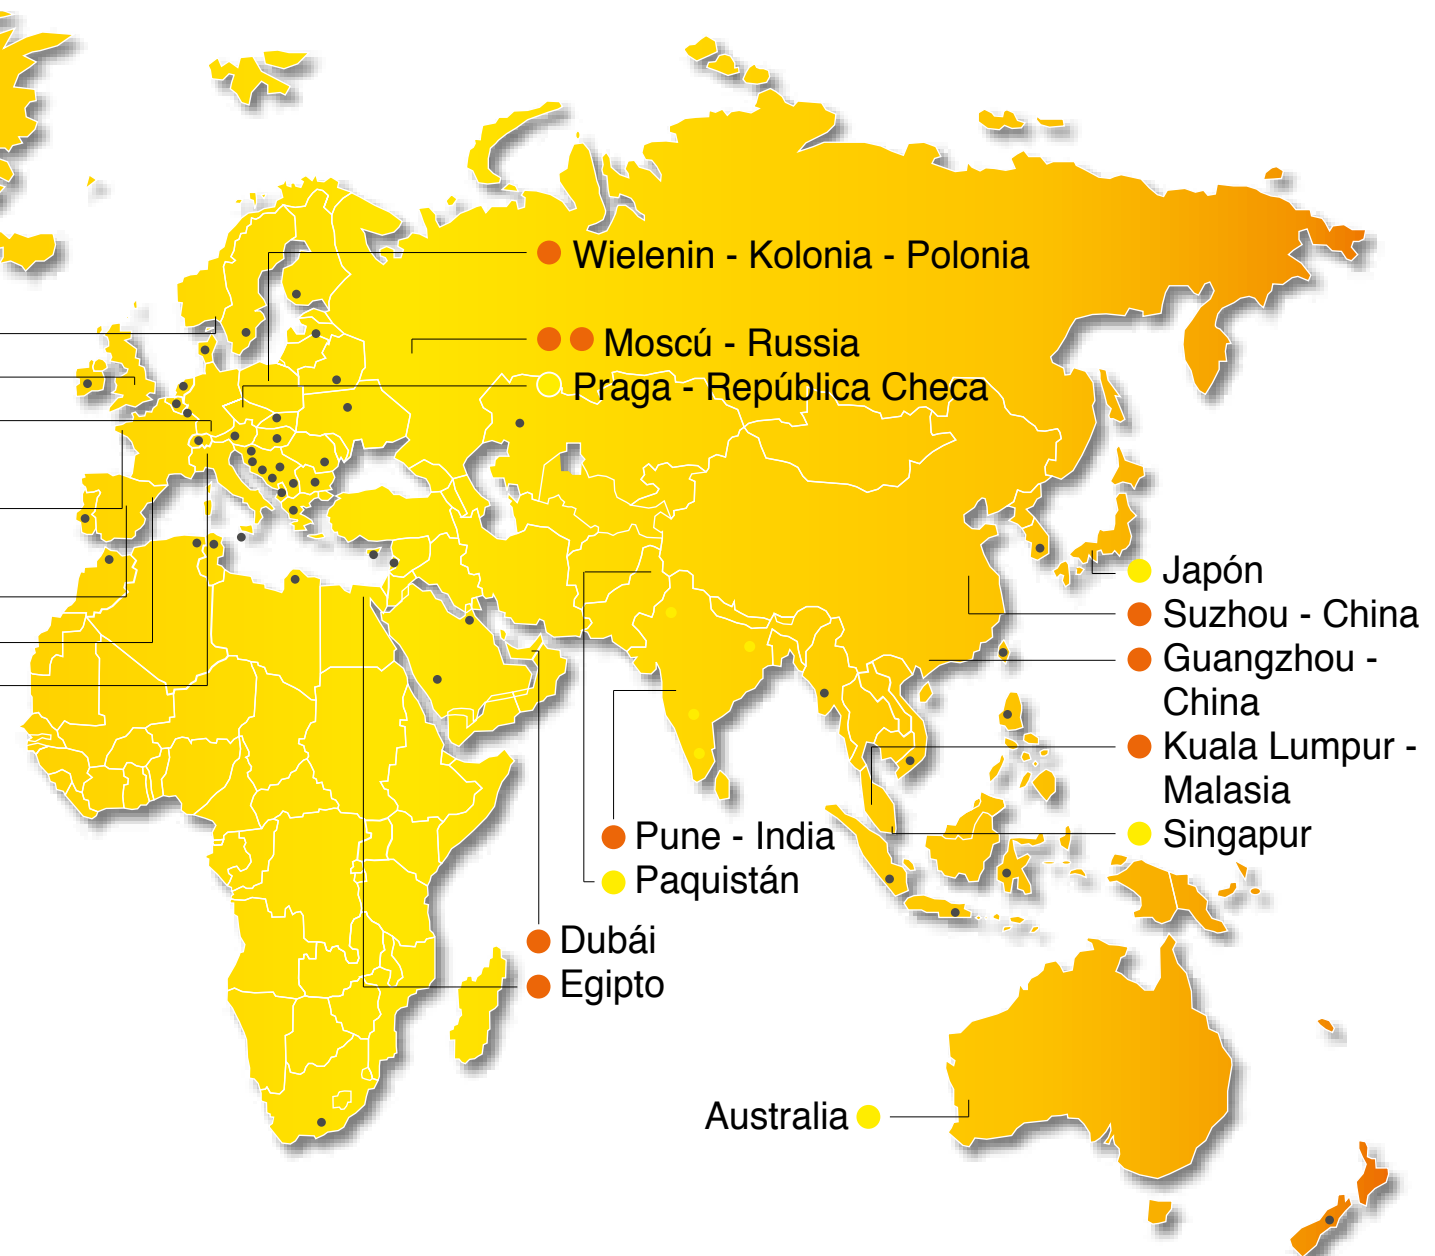 Wielenin - Kolonia - Polonia
Moscú - Russia
Praga - República Checa
Japón
Suzhou - China
Guangzhou -
China
Kuala Lumpur -
Malasia
Singapur
Pune - India
Paquistán
Dubái
Egipto
Australia